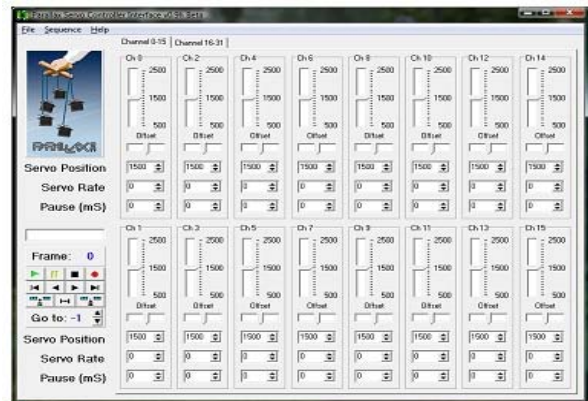 Parallax Servo Controller Interface v0.9h Beta
File Sequence Help
Channel 0-15 Channel 16-31
Ch 0 Ch 2 Ch 4 Ch 6 Ch 8 Ch 10 Ch 12 Ch 14
2500 2500 2500 2500 2500 2500 2500 2500
1500 1500 1500 1500 1500 1500 1500 1500
500 500 500 500 500 500 500 500
Offset Offset Offset Offset Offset Offset Offset Offset
PARALLAX
Servo Position 1500 1500 1500 1500 1500 1500 1500 1500
Servo Rate 0 0 0 0 0 0 0 0
Pause (mS) 0 0 0 0 0 0 0 0
Ch 1 Ch 3 Ch 5 Ch 7 Ch 9 Ch 11 Ch 13 Ch 15
2500 2500 2500 2500 2500 2500 2500 2500
Frame: 0
1500 1500 1500 1500 1500 1500 1500 1500
500 500 500 500 500 500 500 500
Offset Offset Offset Offset Offset Offset Offset Offset
Go to: -1
Servo Position 1500 1500 1500 1500 1500 1500 1500 1500
Servo Rate 0 0 0 0 0 0 0 0
Pause (mS) 0 0 0 0 0 0 0 0